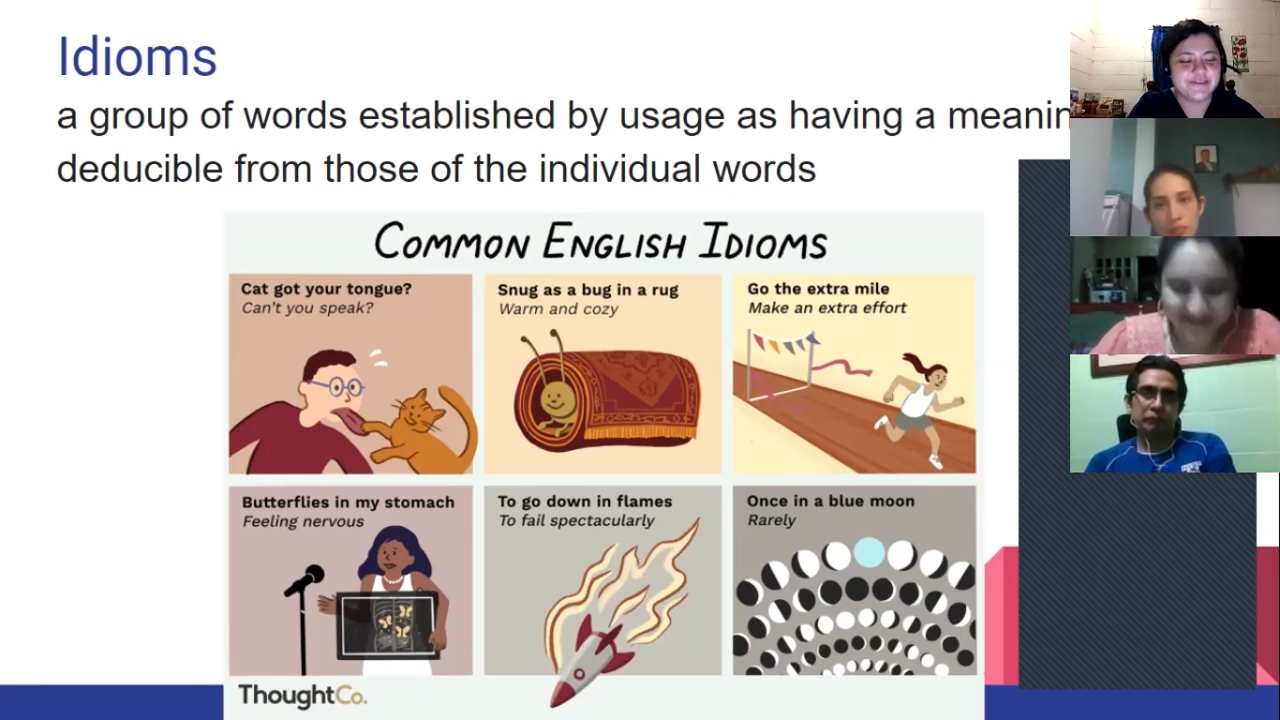 Idioms
a group of words established by usage as having a
deducible from those of the individual words
COMMON ENGLISH IDIOMS
Cat got your tongue?
Can't you speak?
Snug as a bug in a rug
Warm and cozy
Go the extra mile
Make an extra effort
Butterflies in my stomach
Feeling nervous
To go down in flames
To fail spectacularly
Once in a blue moon
Rarely
ThoughtCo.